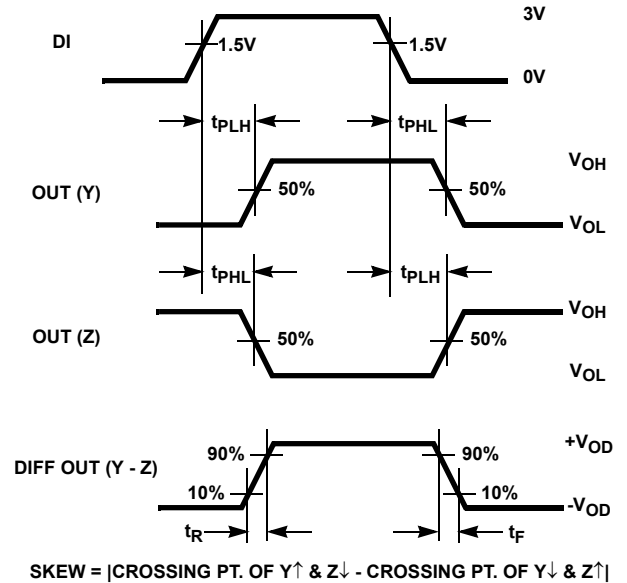 3V
DI
1.5V
1.5V
0V
tPLH
tPHL
VOH
50%
50%
OUT (Y)
VOL
tPHL
tPLH
VOH
OUT (Z)
50%
50%
VOL
+VOD
90%
90%
DIFF OUT (Y - Z)
10%
10%
-VOD
tR
tF
SKEW = |CROSSING PT. OF Y↑ & Z↓ - CROSSING PT. OF Y↓ & Z↑|